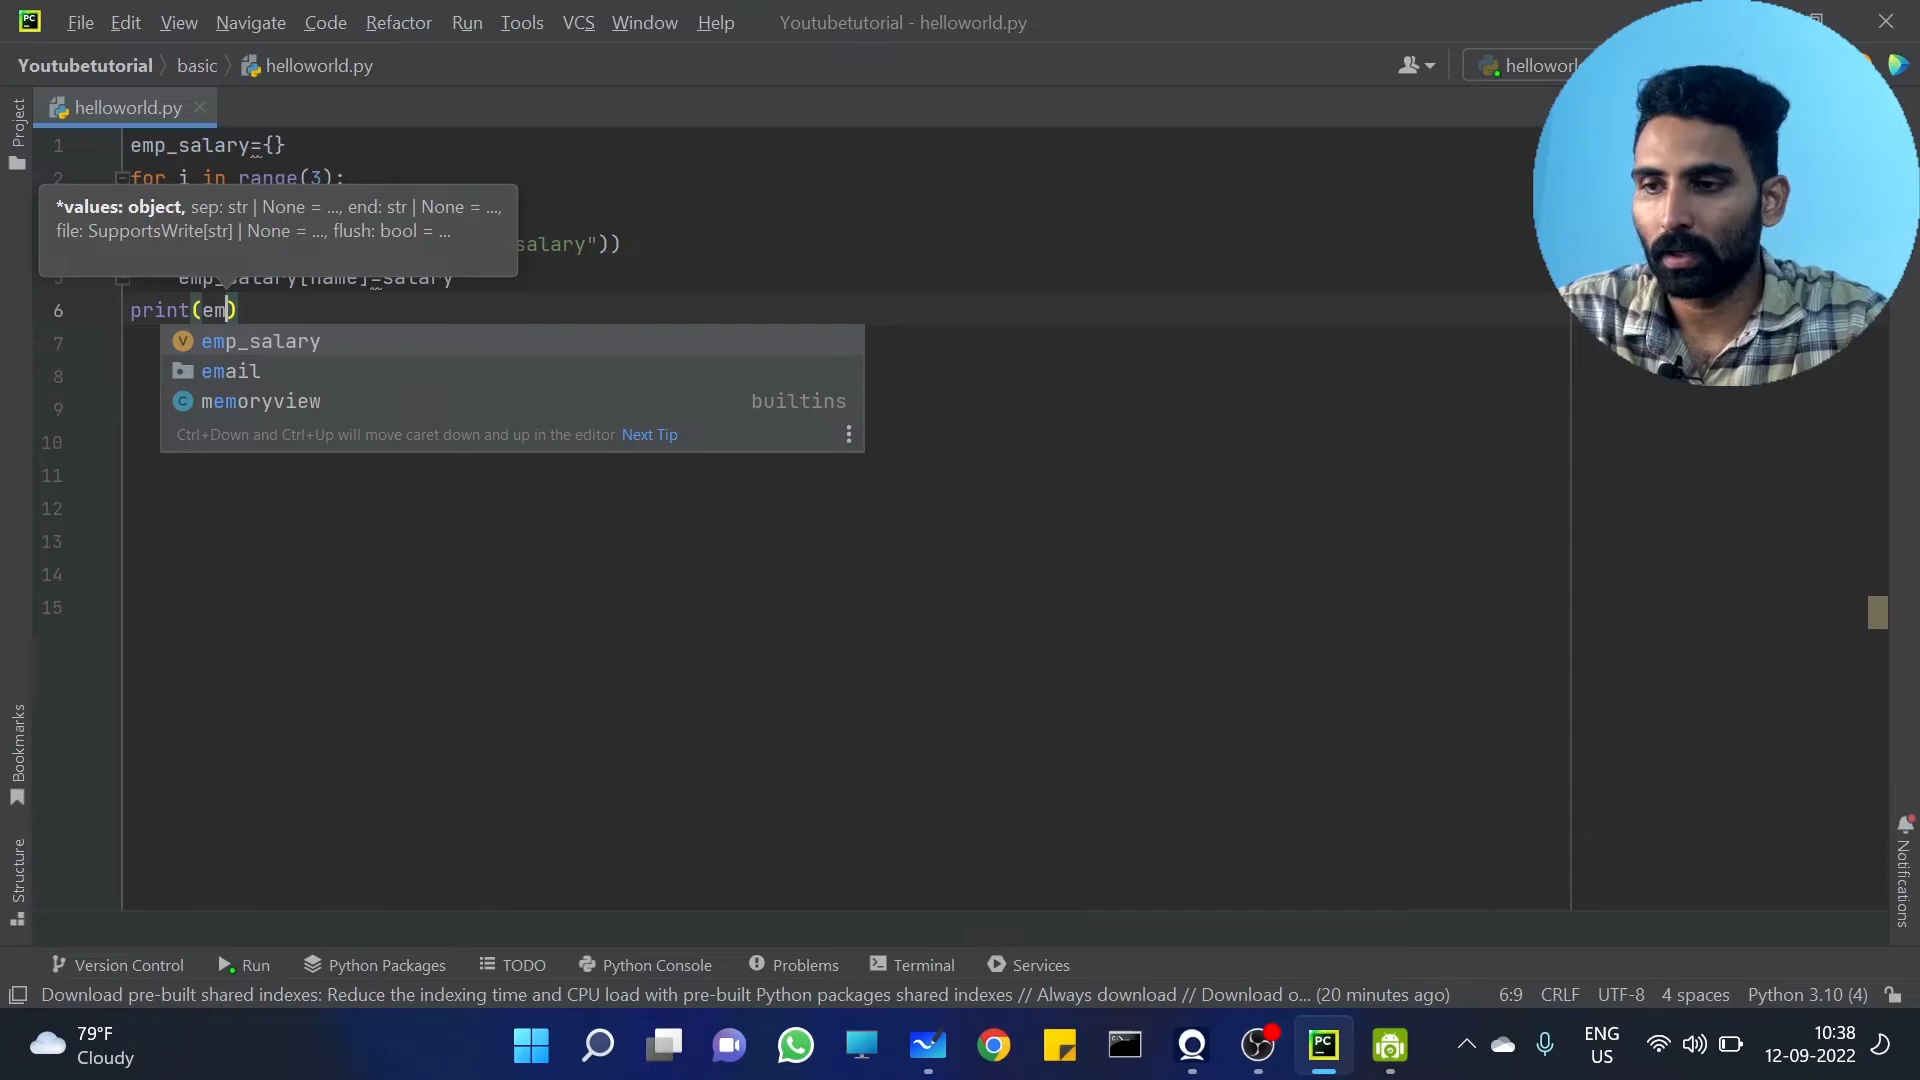 PC File Edit View Navigate Code Refactor Run Tools VCS Window Help Youtubetutorial - helloworld.py
Youtubetutorial basic helloworld.py
helloworld.py
Project
1 emp_salary={}
2 for i in range(3):
*values: object, sep: str | None = ..., end: str | None = ...,
file: SupportsWrite[str] | None = ..., flush: bool = ...
salary"))
emp_salary[name]=salary
6 print(em)
7
V emp_salary
8
email
9
C memoryview builtins
10
Ctrl+Down and Ctrl+Up will move caret down and up in the editor Next Tip
11
12
13
14
15
Bookmarks
Structure
Notifications
Version Control Run Python Packages TODO Python Console Problems Terminal Services
Download pre-built shared indexes: Reduce the indexing time and CPU load with pre-built Python packages shared indexes // Always download // Download o... (20 minutes ago) 6:9 CRLF UTF-8 4 spaces Python 3.10 (4)
79°F
Cloudy
PC
ENG
US
10:38
12-09-2022